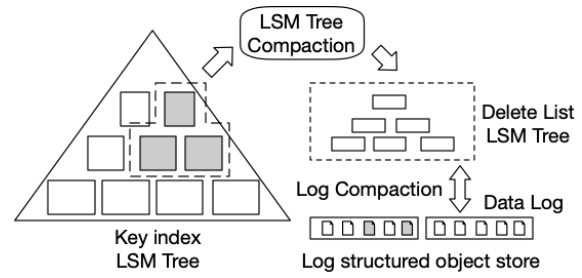 LSM Tree
Compaction
Delete List
LSM Tree
Log Compaction
Data Log
Key index
LSM Tree
Log structured object store